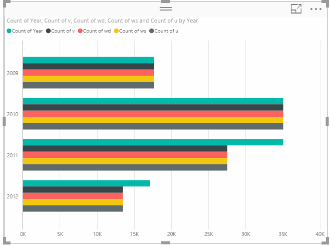 Count of Year, Count of v, Count of wd, Count of ws and Count of u by Year
Count of Year Count of v Count of wd Count of ws Count of u
2009
2010
2011
2012
0K 5K 10K 15K 20K 25K 30K 35K 40K